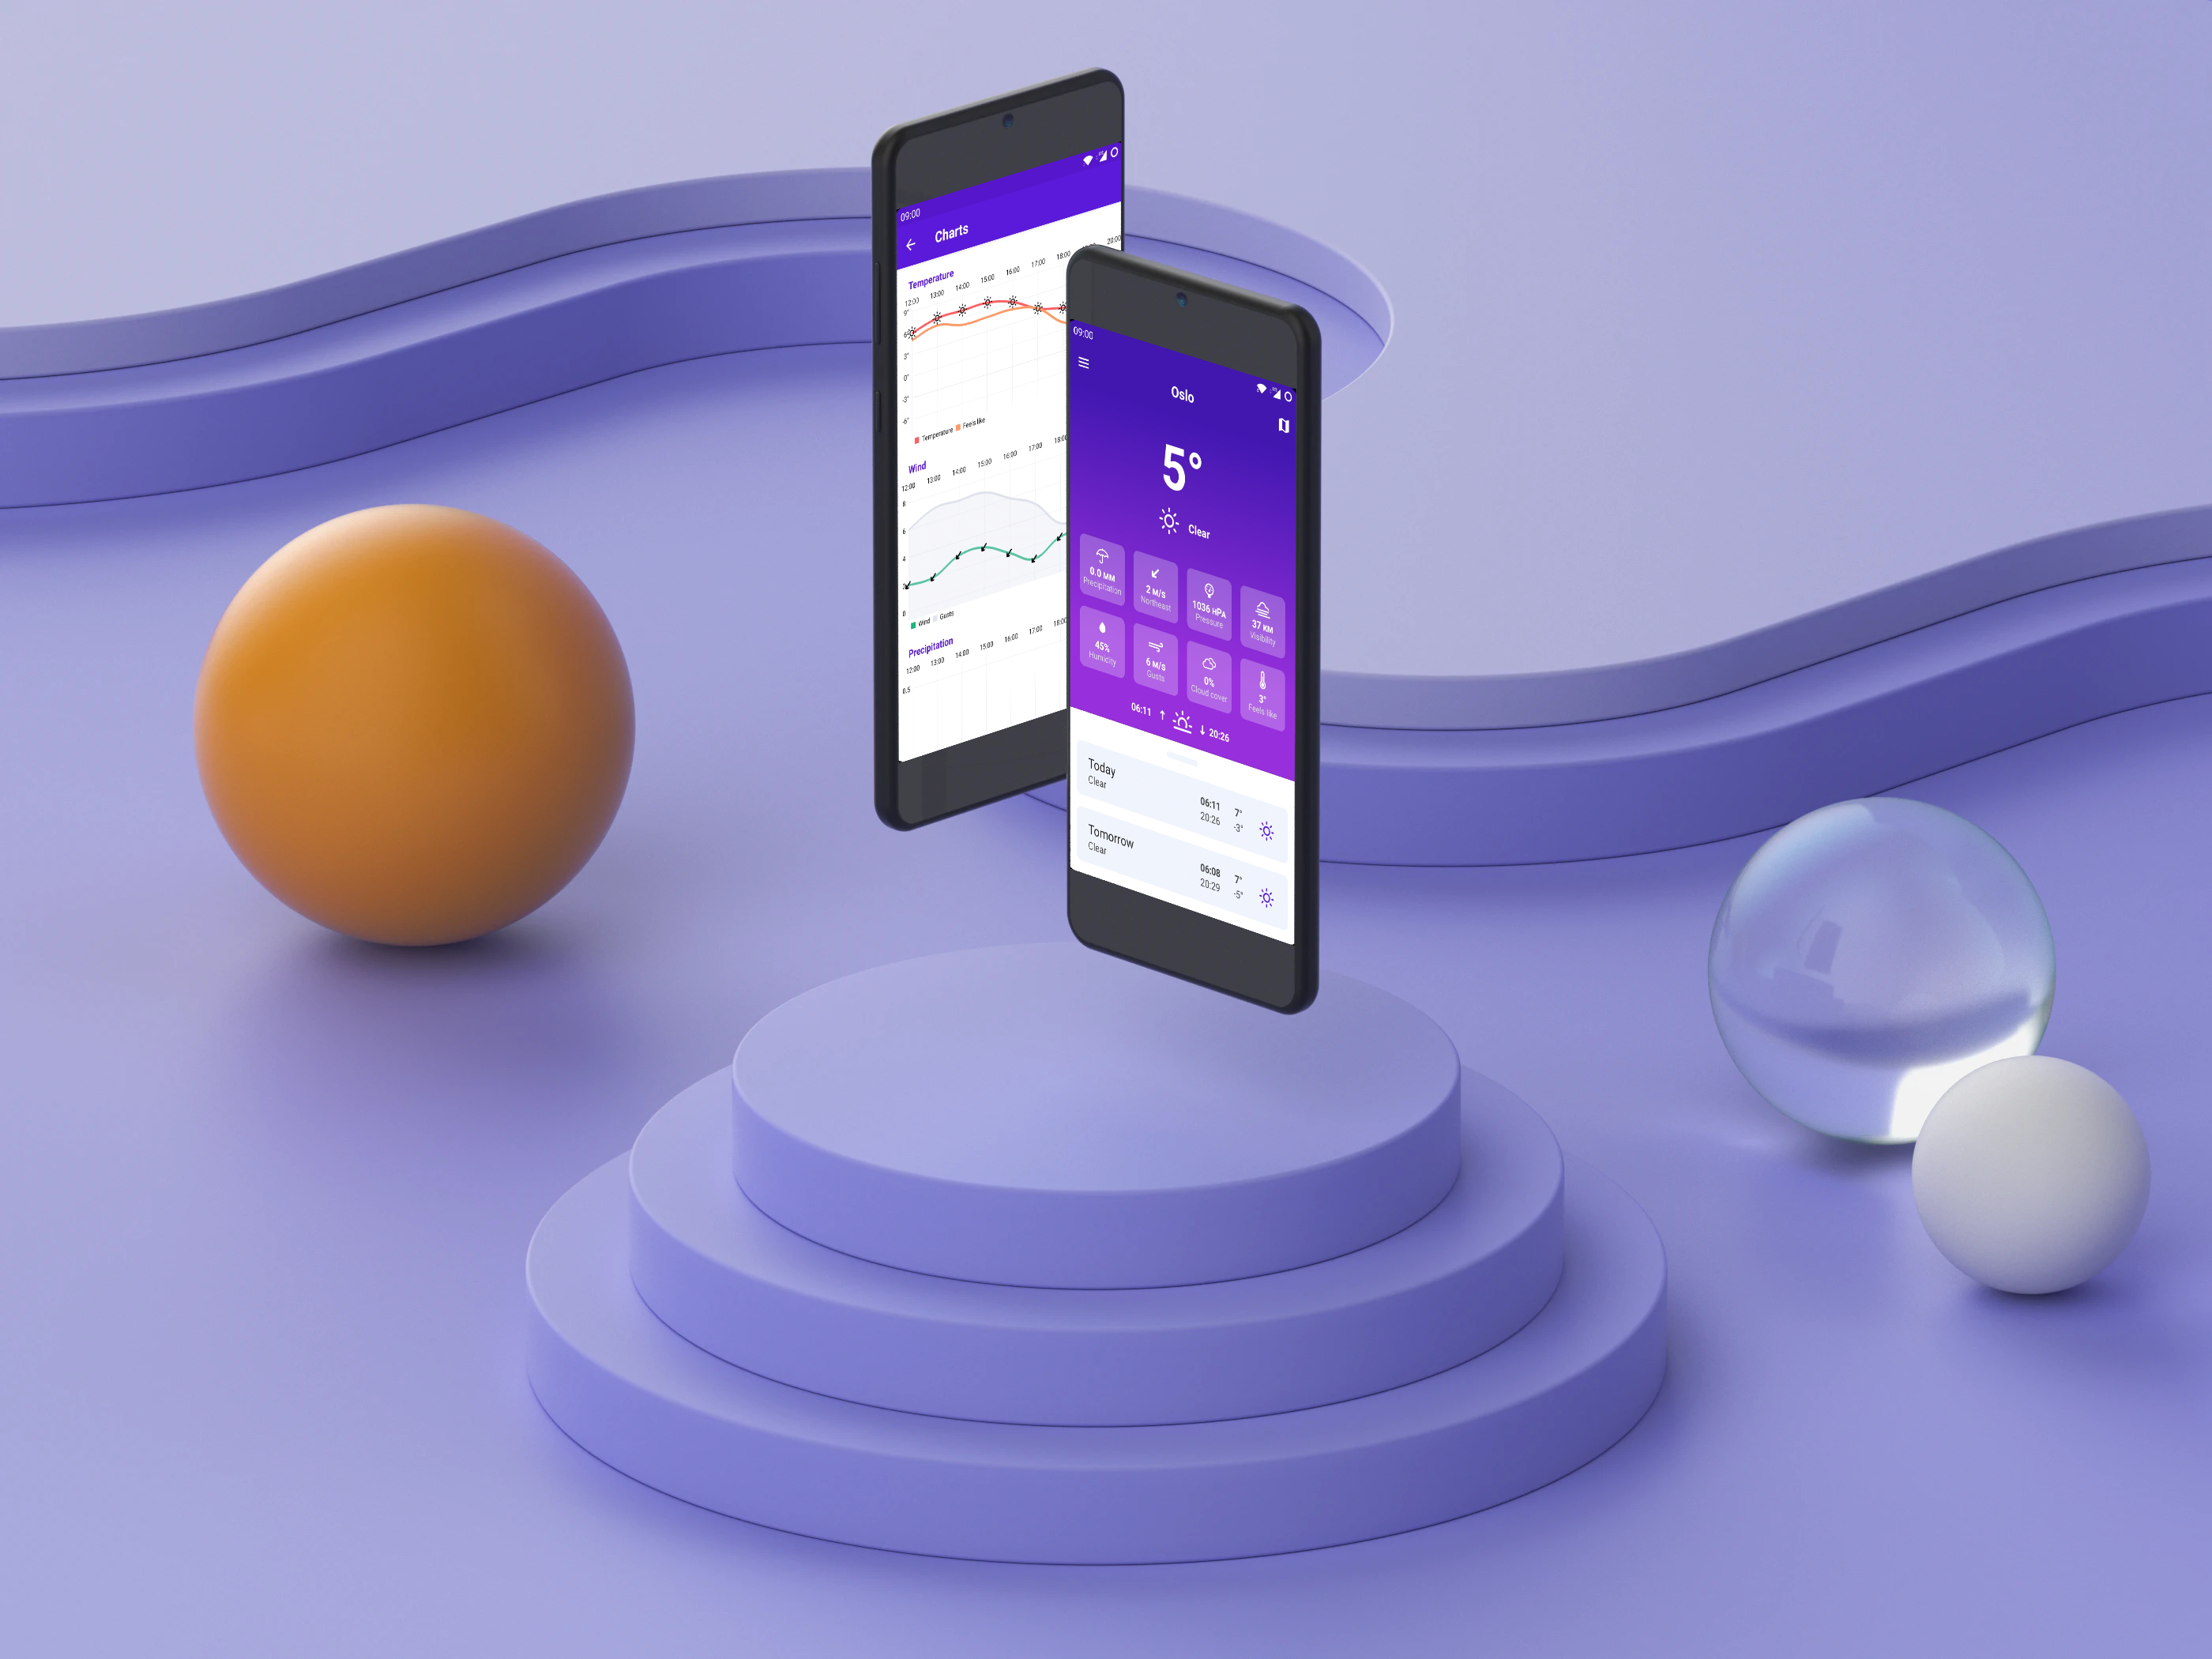 09:00
Charts
Temperature
12:00 13:00 14:00 15:00 16:00 17:00 18:00 20:00
9°
6°
3°
0°
-3°
-6°
Temperature Feels like
Wind
12:00 13:00 14:00 15:00 16:00 17:00 18:00
8
6
4
2
0
Wind Gusts
Precipitation
12:00 13:00 14:00 15:00 16:00 17:00 18:00
0.5
09:00
Oslo
5°
Clear
0.0 мм
Precipitation
2 м/s
Northeast
1036 нPA
Pressure
37 км
Visibility
45%
Humicity
6 м/s
Gusts
0%
Cloud cover
3°
Feels like
06:11 ↑ ↓ 20:26
Today
Clear
06:11 7°
20:26 -3°
Tomorrow
Clear
06:08 7°
20:29 -5°